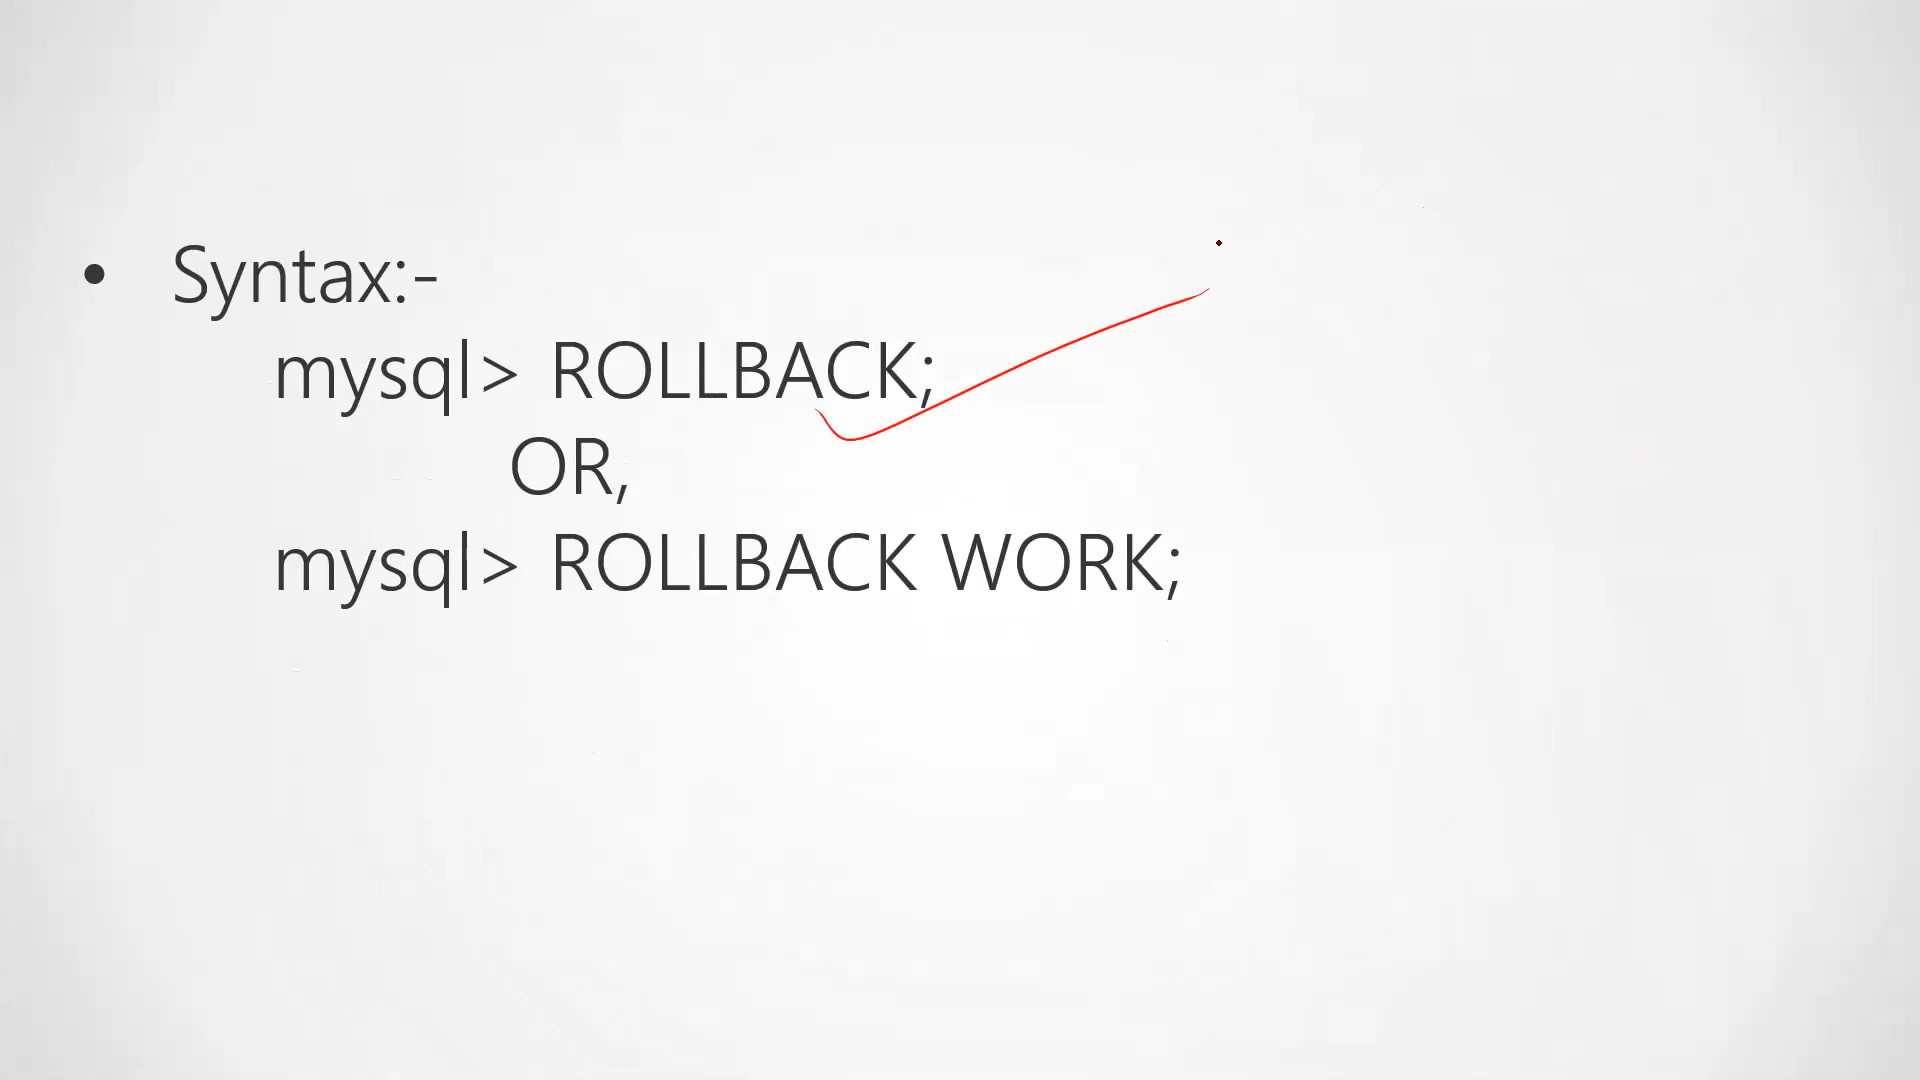 • Syntax:-
mysql> ROLLBACK;
OR,
mysql> ROLLBACK WORK;